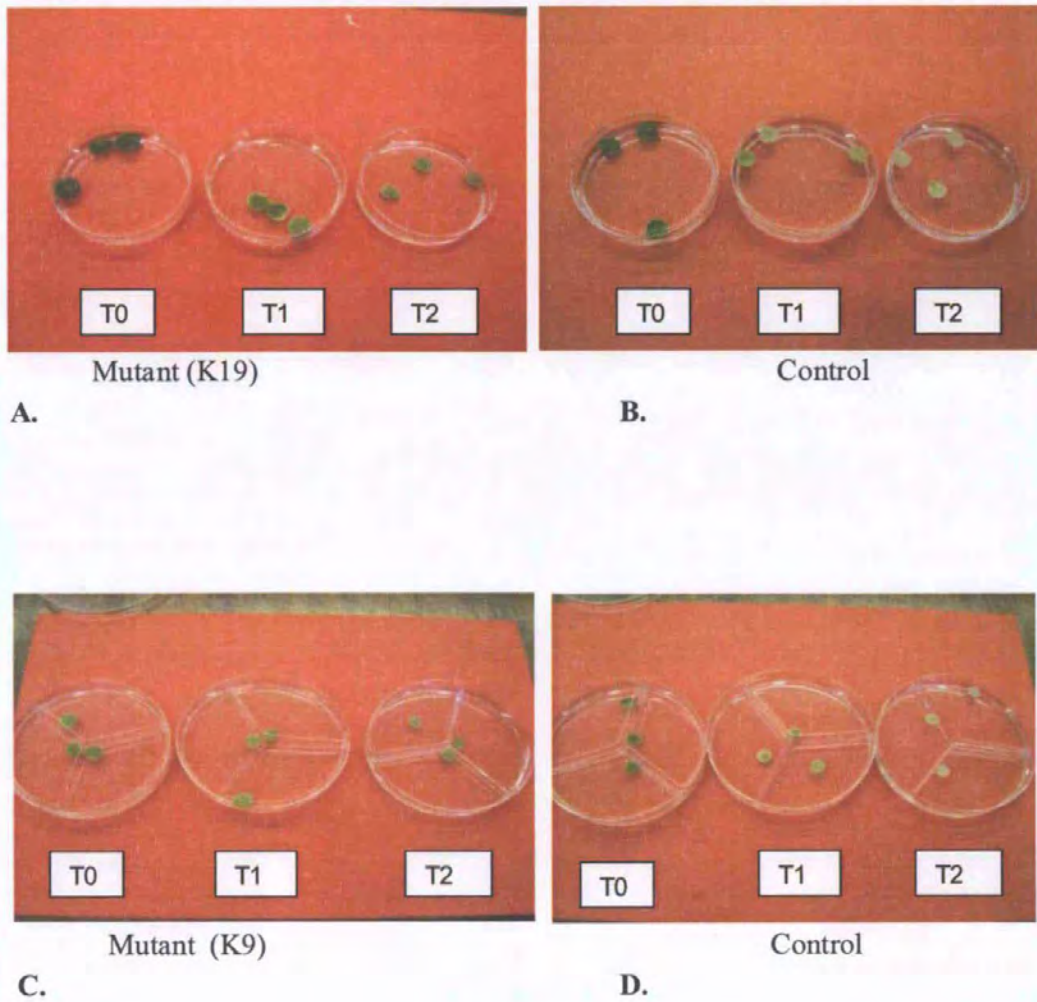 T0 T1 T2
T0 T1 T2
Mutant (K19)
Control
A.
B.
T0 T1 T2
T0 T1 T2
Mutant (K9)
Control
C.
D.